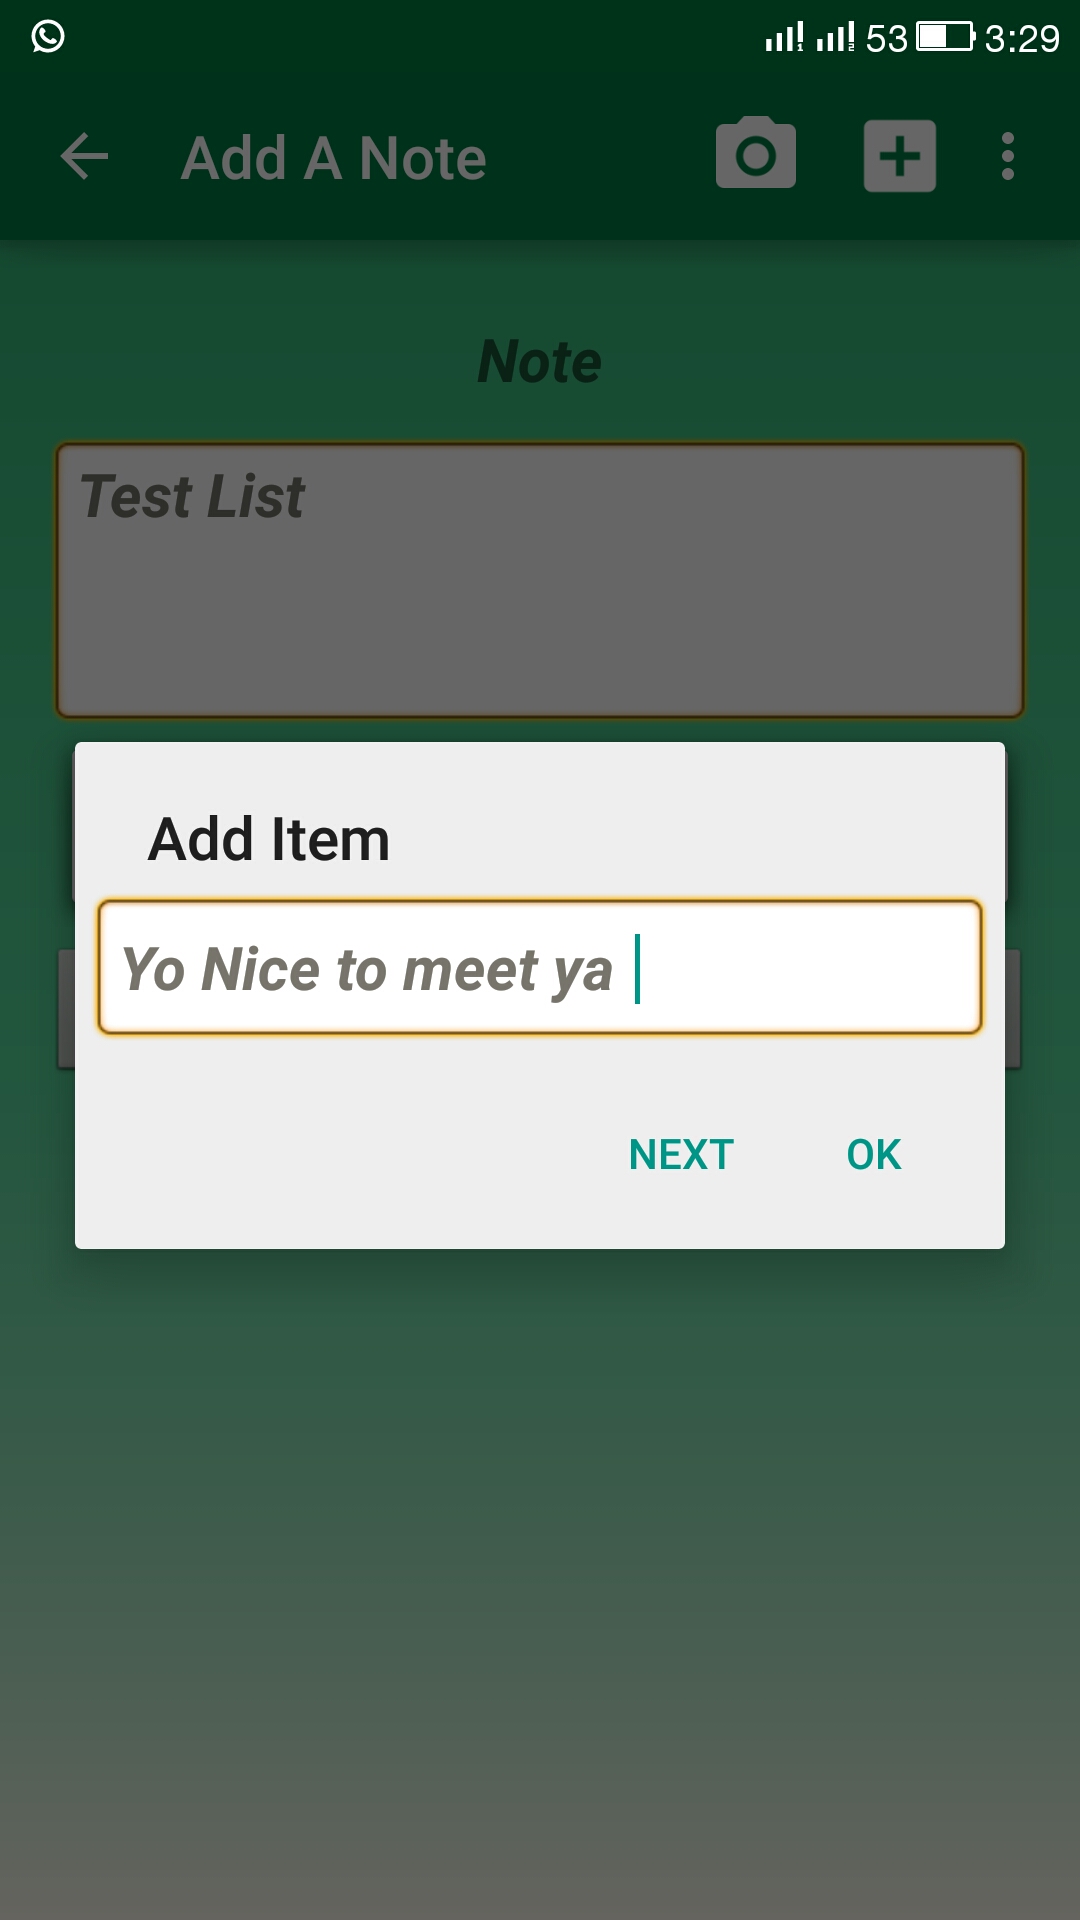 53 3:29
Add A Note
Note
Test List
Add Item
Yo Nice to meet ya
NEXT OK